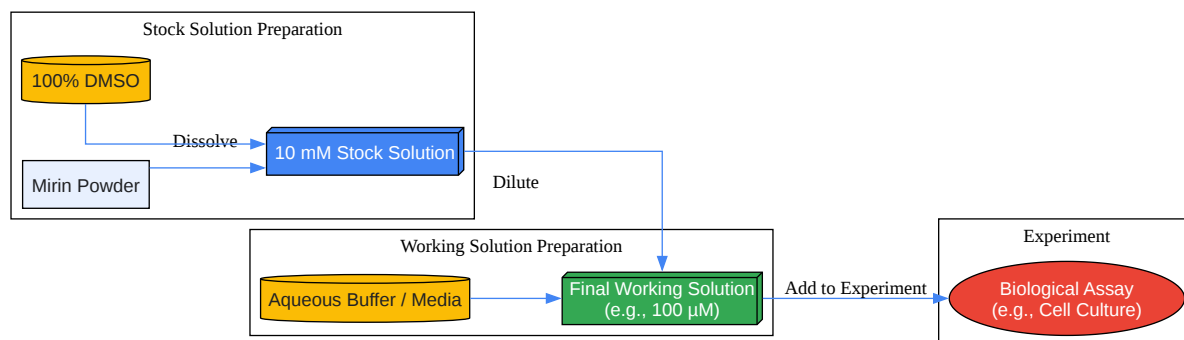 Stock Solution Preparation
100% DMSO
Dissolve
10 mM Stock Solution
Mirin Powder
Dilute
Working Solution Preparation
Aqueous Buffer / Media
Final Working Solution
(e.g., 100 µM)
Add to Experiment
Experiment
Biological Assay
(e.g., Cell Culture)